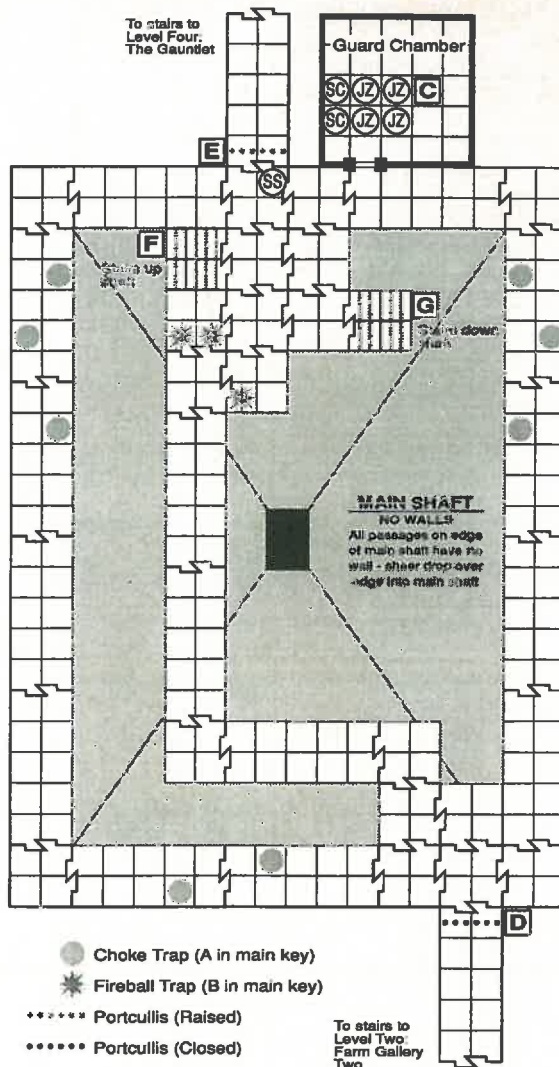 To stairs to
Level Four:
The Gauntlet
Guard Chamber
SC JZ JZ C
SC JZ JZ
E
SS
F
Stairs up
shaft
G
Stairs down
shaft
MAIN SHAFT
NO WALLS
All passages on edge
of main shaft have no
wall - sheer drop over
edge into main shaft
D
Choke Trap (A in main key)
Fireball Trap (B in main key)
Portcullis (Raised)
Portcullis (Closed)
To stairs to
Level Two:
Farm Gallery
Two